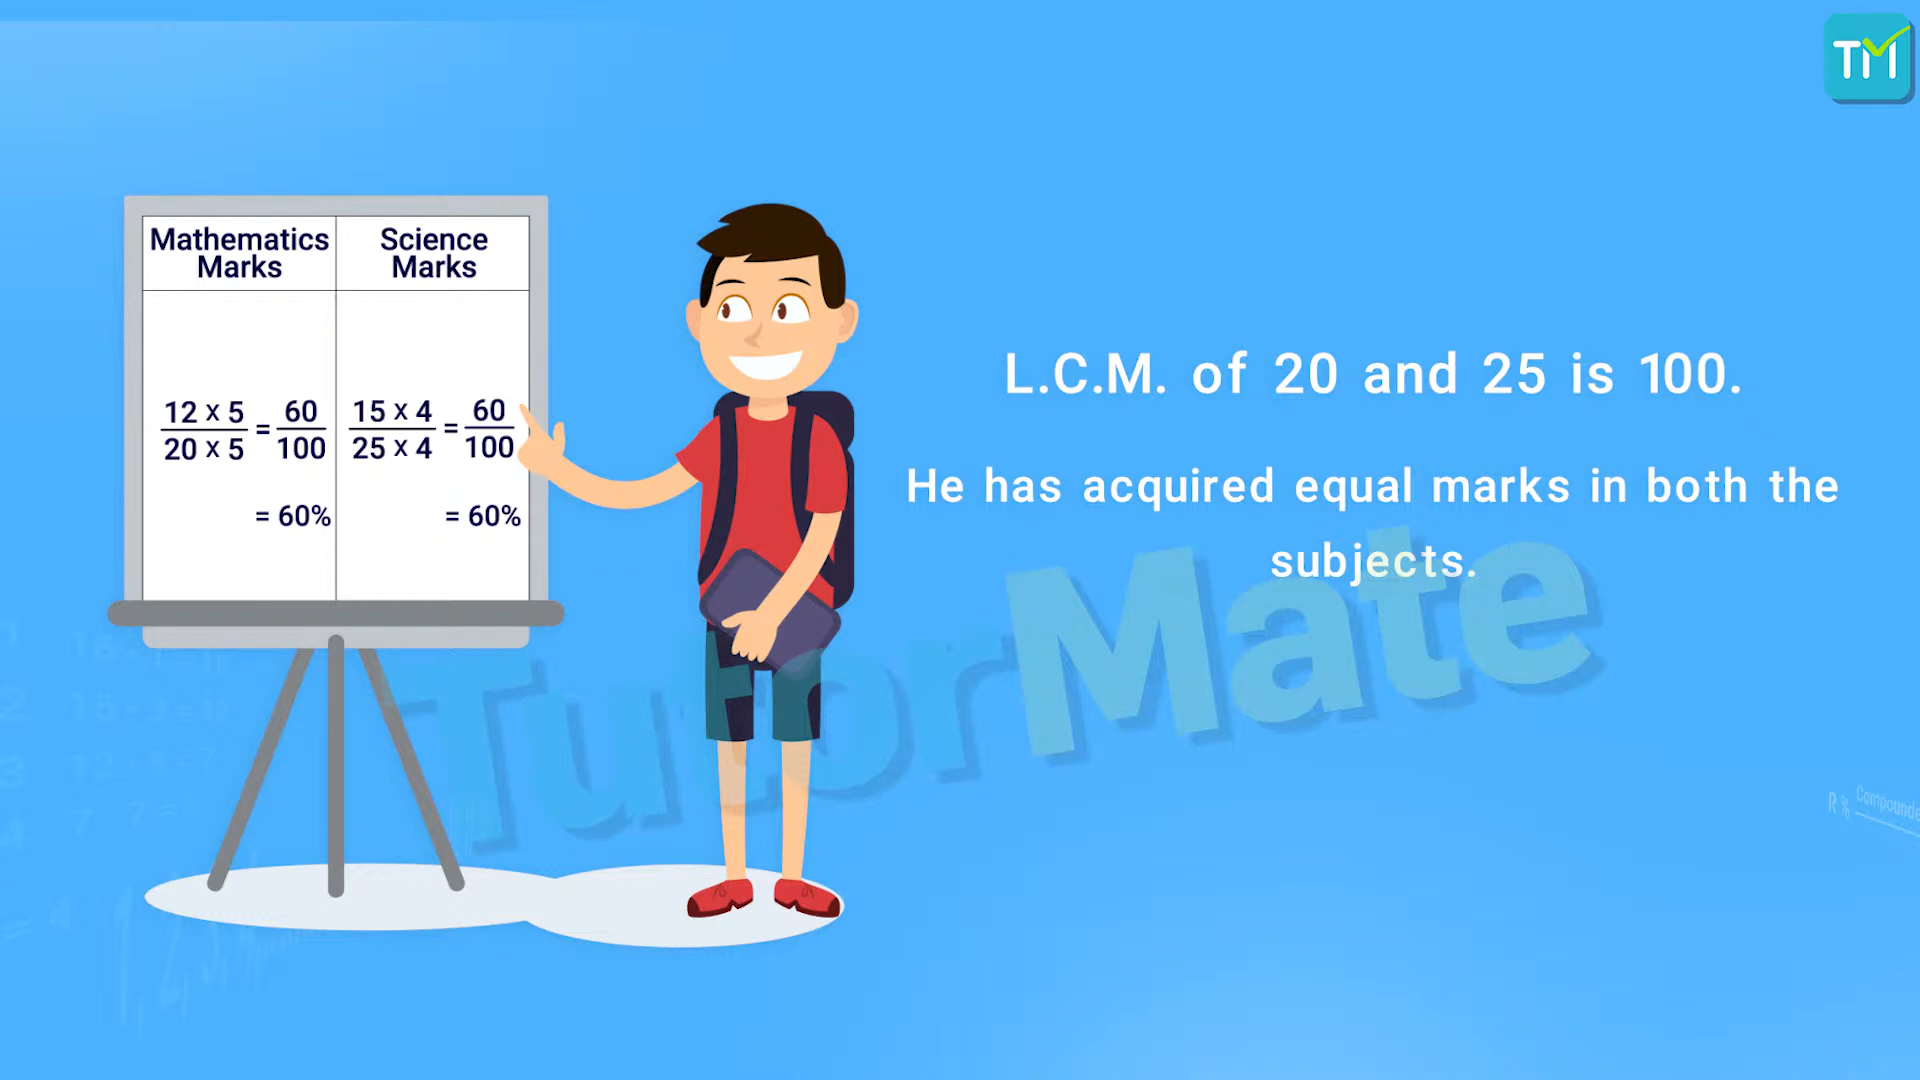 TM
Mathematics Marks
Science Marks
12 x 5 / 20 x 5 = 60 / 100
= 60%
15 x 4 / 25 x 4 = 60 / 100
= 60%
L.C.M. of 20 and 25 is 100.
He has acquired equal marks in both the
subjects.
TutorMate